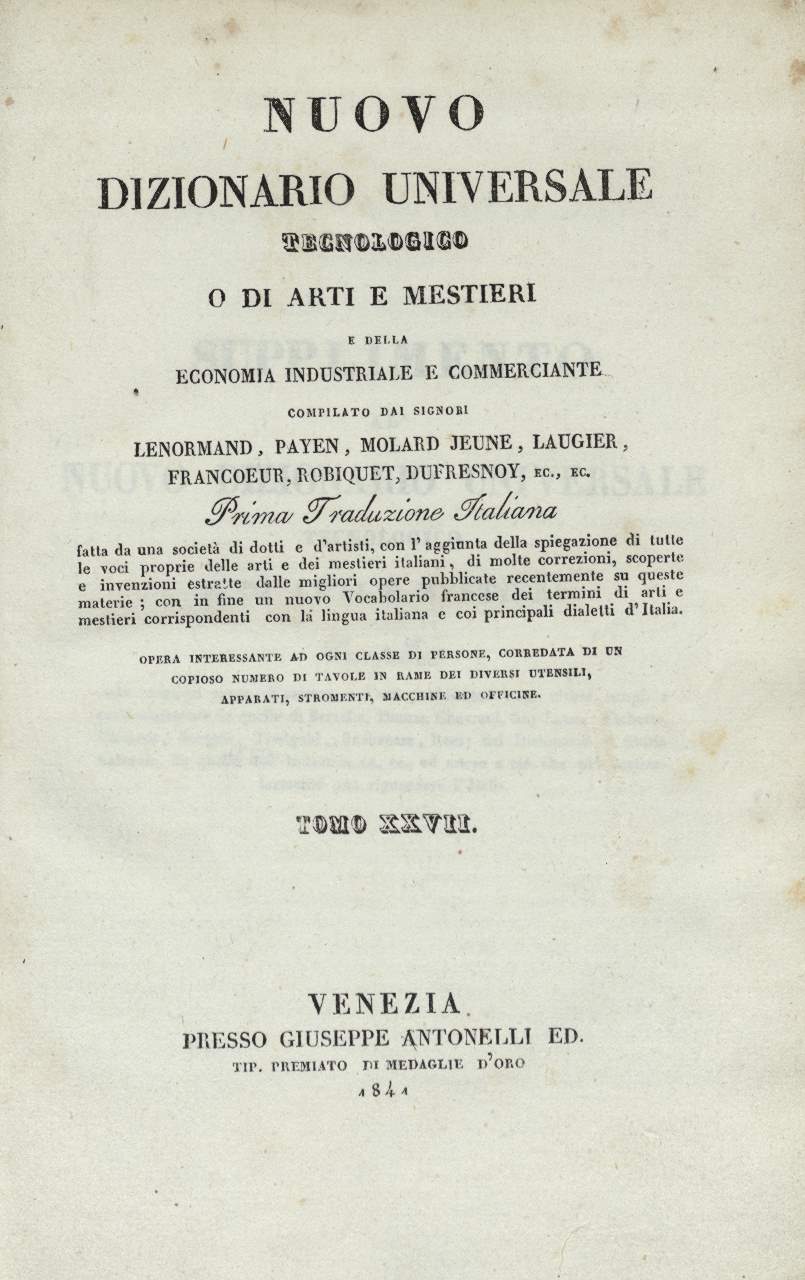 NUOVO
DIZIONARIO UNIVERSALE
TECNOLOGICO
O DI ARTI E MESTIERI
E DELLA
ECONOMIA INDUSTRIALE E COMMERCIANTE
COMPILATO DAI SIGNORI
LENORMAND, PAYEN, MOLARD JEUNE, LAUGIER,
FRANCOEUR, ROBIQUET, DUFRESNOY, EC., EC.
Prima Traduzione Italiana
fatta da una società di dotti e d'artisti, con l' aggiunta della spiegazione di tutte
le voci proprie delle arti e dei mestieri italiani, di molte correzioni, scoperte
e invenzioni estratte dalle migliori opere pubblicate recentemente su queste
materie; con in fine un nuovo Vocabolario francese dei termini di arti e
mestieri corrispondenti con la lingua italiana e coi principali dialetti d'Italia.
OPERA INTERESSANTE AD OGNI CLASSE DI PERSONE, CORREDATA DI UN
COPIOSO NUMERO DI TAVOLE IN RAME DEI DIVERSI UTENSILI,
APPARATI, STROMENTI, MACCHINE ED OFFICINE.
TOMO XXVII.
VENEZIA
PRESSO GIUSEPPE ANTONELLI ED.
TIP. PREMIATO DI MEDAGLIE D'ORO
1841